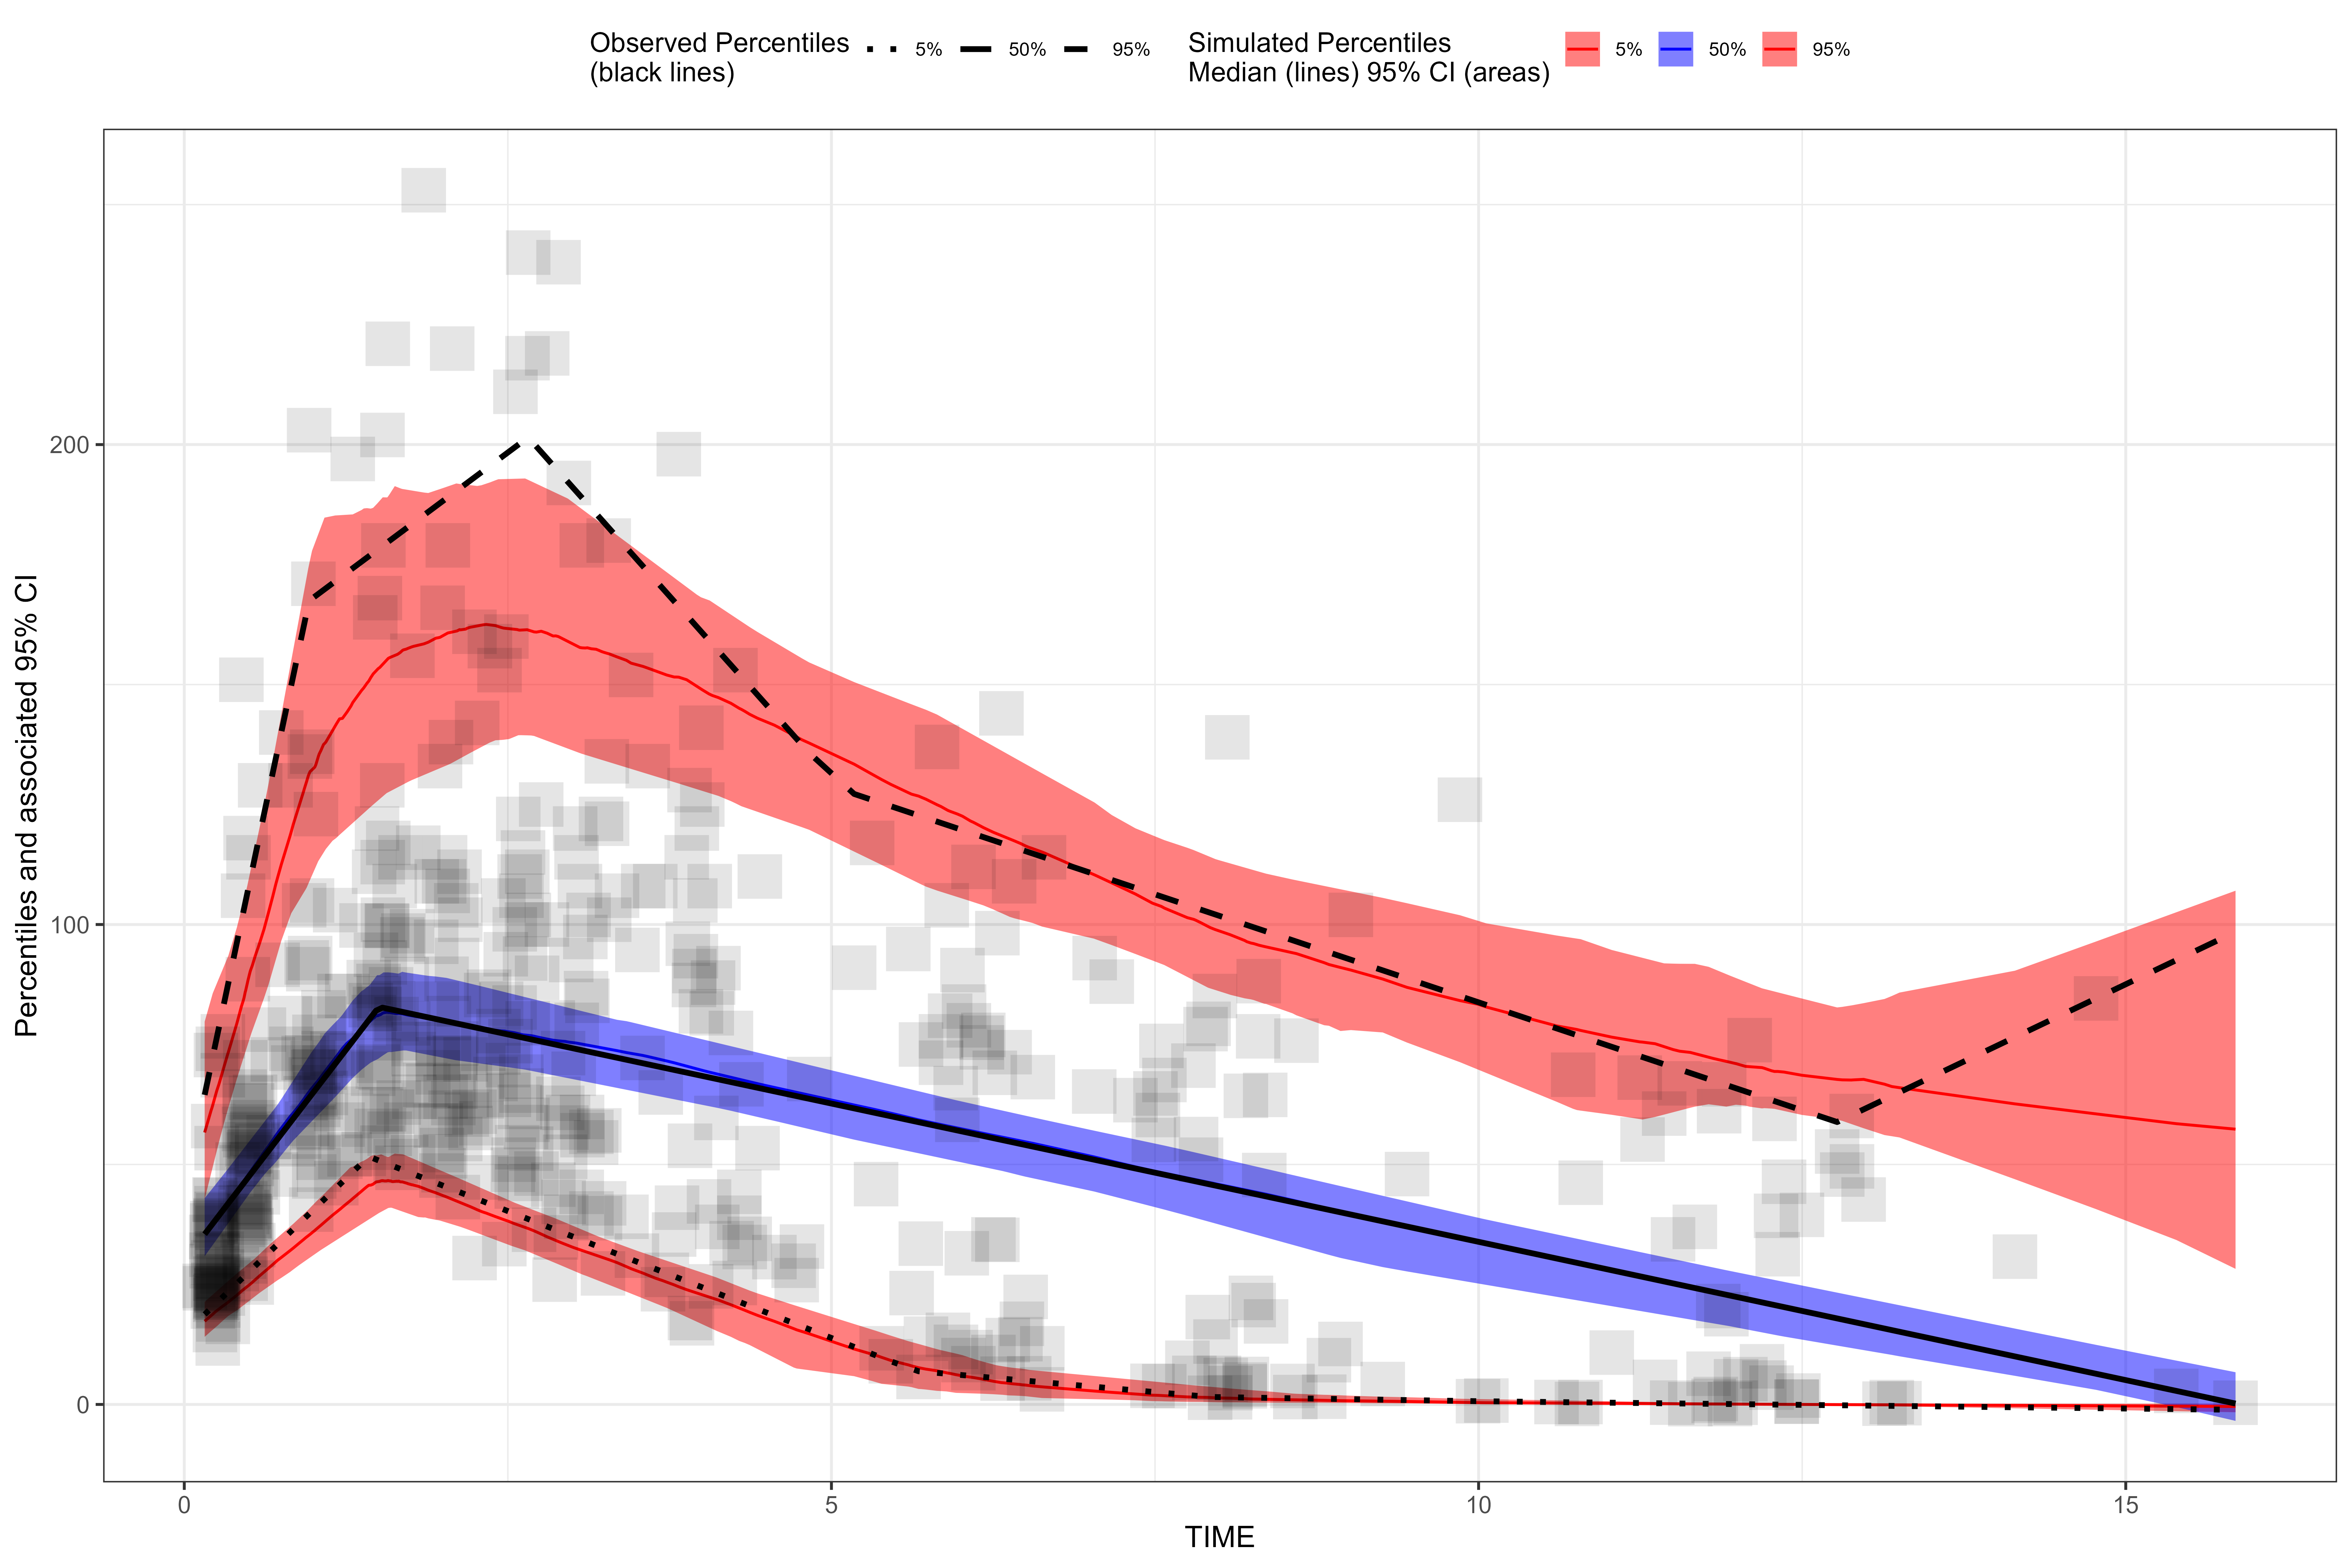 Observed Percentiles
(black lines)
5% 50% 95%
Simulated Percentiles
Median (lines) 95% CI (areas)
5% 50% 95%
Percentiles and associated 95% CI
200
100
0
0 5 10 15
TIME